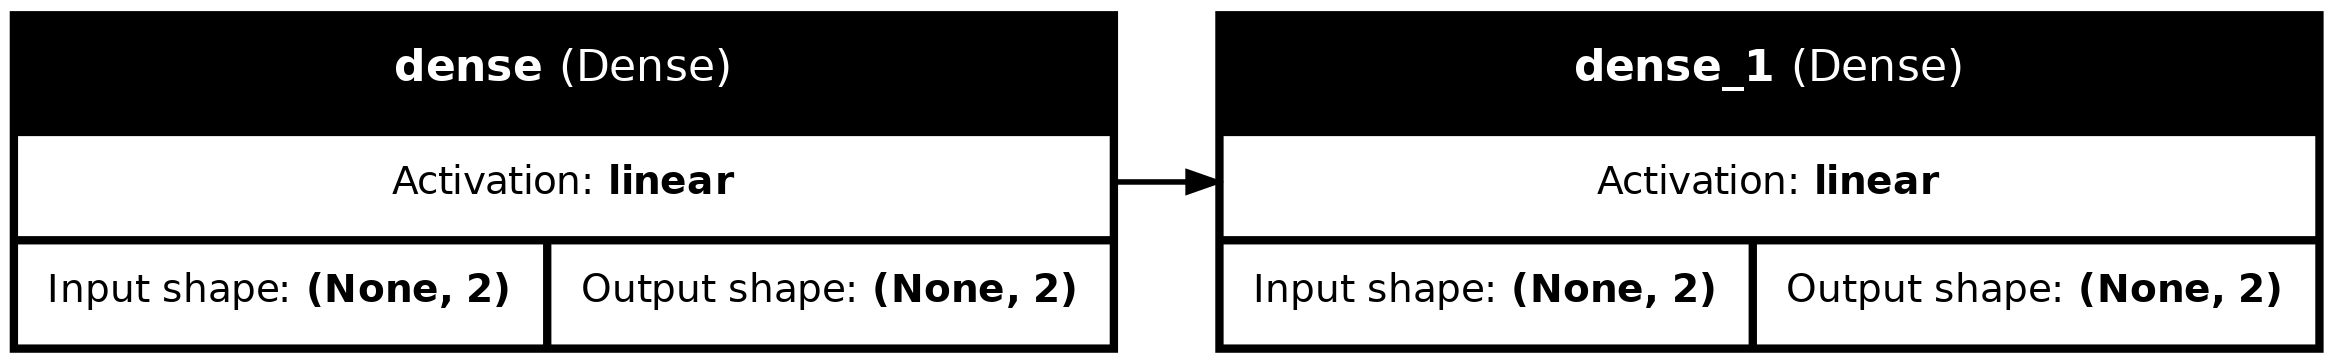 dense (Dense)
Activation: linear
Input shape: (None, 2)
Output shape: (None, 2)
dense_1 (Dense)
Activation: linear
Input shape: (None, 2)
Output shape: (None, 2)